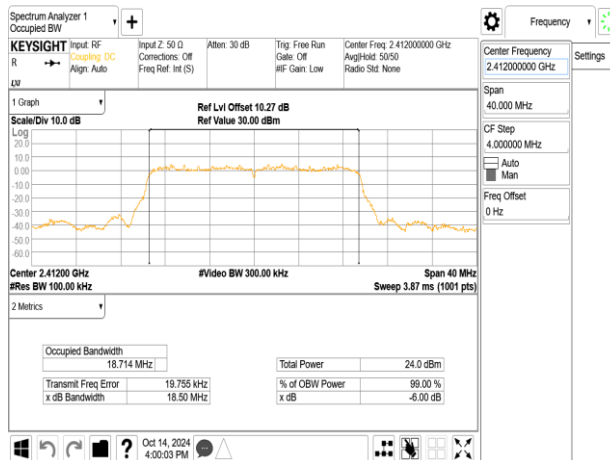 Spectrum Analyzer 1
Occupied BW
Frequency
KEYSIGHT
R
Input: RF
Coupling: DC
Align: Auto
Input Z: 50 Ω
Corrections: Off
Freq Ref: Int (S)
Atten: 30 dB
Trig: Free Run
Gate: Off
#IF Gain: Low
Center Freq: 2.412000000 GHz
Avg|Hold: 50/50
Radio Std: None
Center Frequency
2.412000000 GHz
Settings
Span
40.000 MHz
CF Step
4.000000 MHz
Auto
Man
Freq Offset
0 Hz
1 Graph
Scale/Div 10.0 dB
Ref Lvl Offset 10.27 dB
Ref Value 30.00 dBm
Log
20.0
10.0
0.00
-10.0
-20.0
-30.0
-40.0
-50.0
-60.0
Center 2.41200 GHz
#Video BW 300.00 kHz
Span 40 MHz
#Res BW 100.00 kHz
Sweep 3.87 ms (1001 pts)
2 Metrics
Occupied Bandwidth
18.714 MHz
Total Power 24.0 dBm
Transmit Freq Error 19.755 kHz
% of OBW Power 99.00 %
x dB Bandwidth 18.50 MHz
x dB -6.00 dB
?
Oct 14, 2024
4:00:03 PM